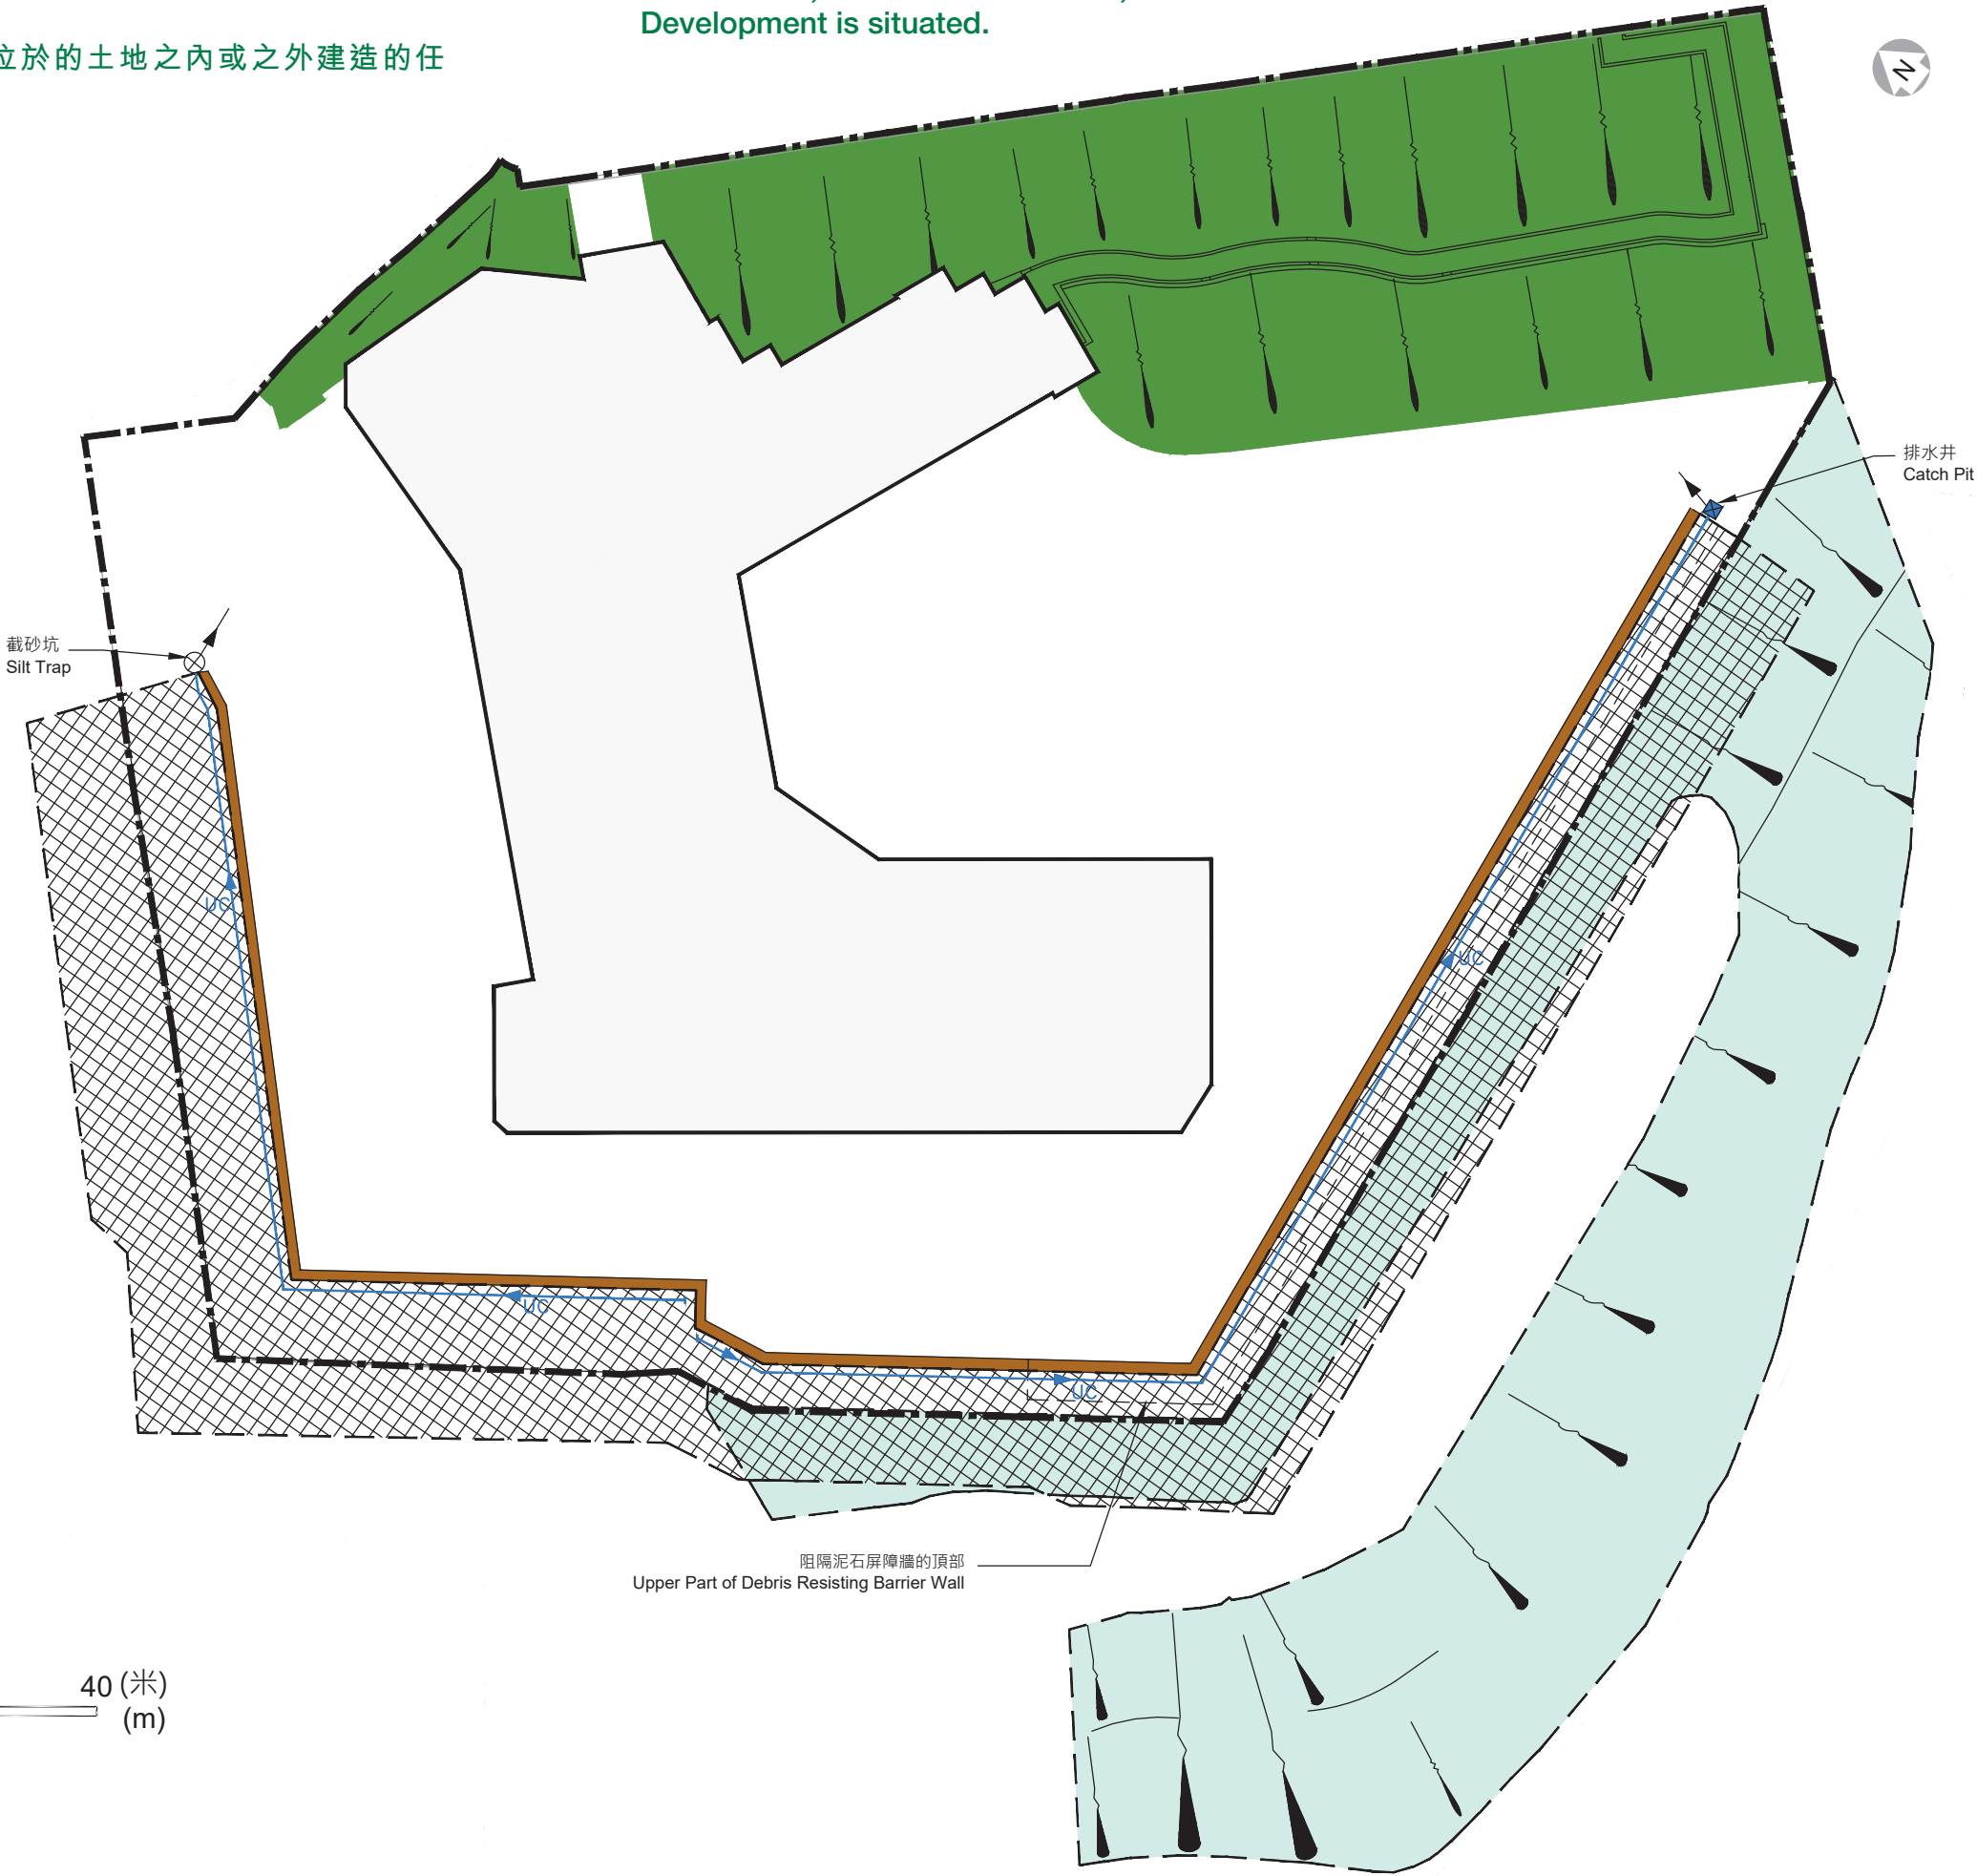 Development is situated.
位於的土地之內或之外建造的任
N
排水井
Catch Pit
截砂坑
Silt Trap
UC
UC
UC
UC
阻隔泥石屏障牆的頂部
Upper Part of Debris Resisting Barrier Wall
40 (米)
(m)